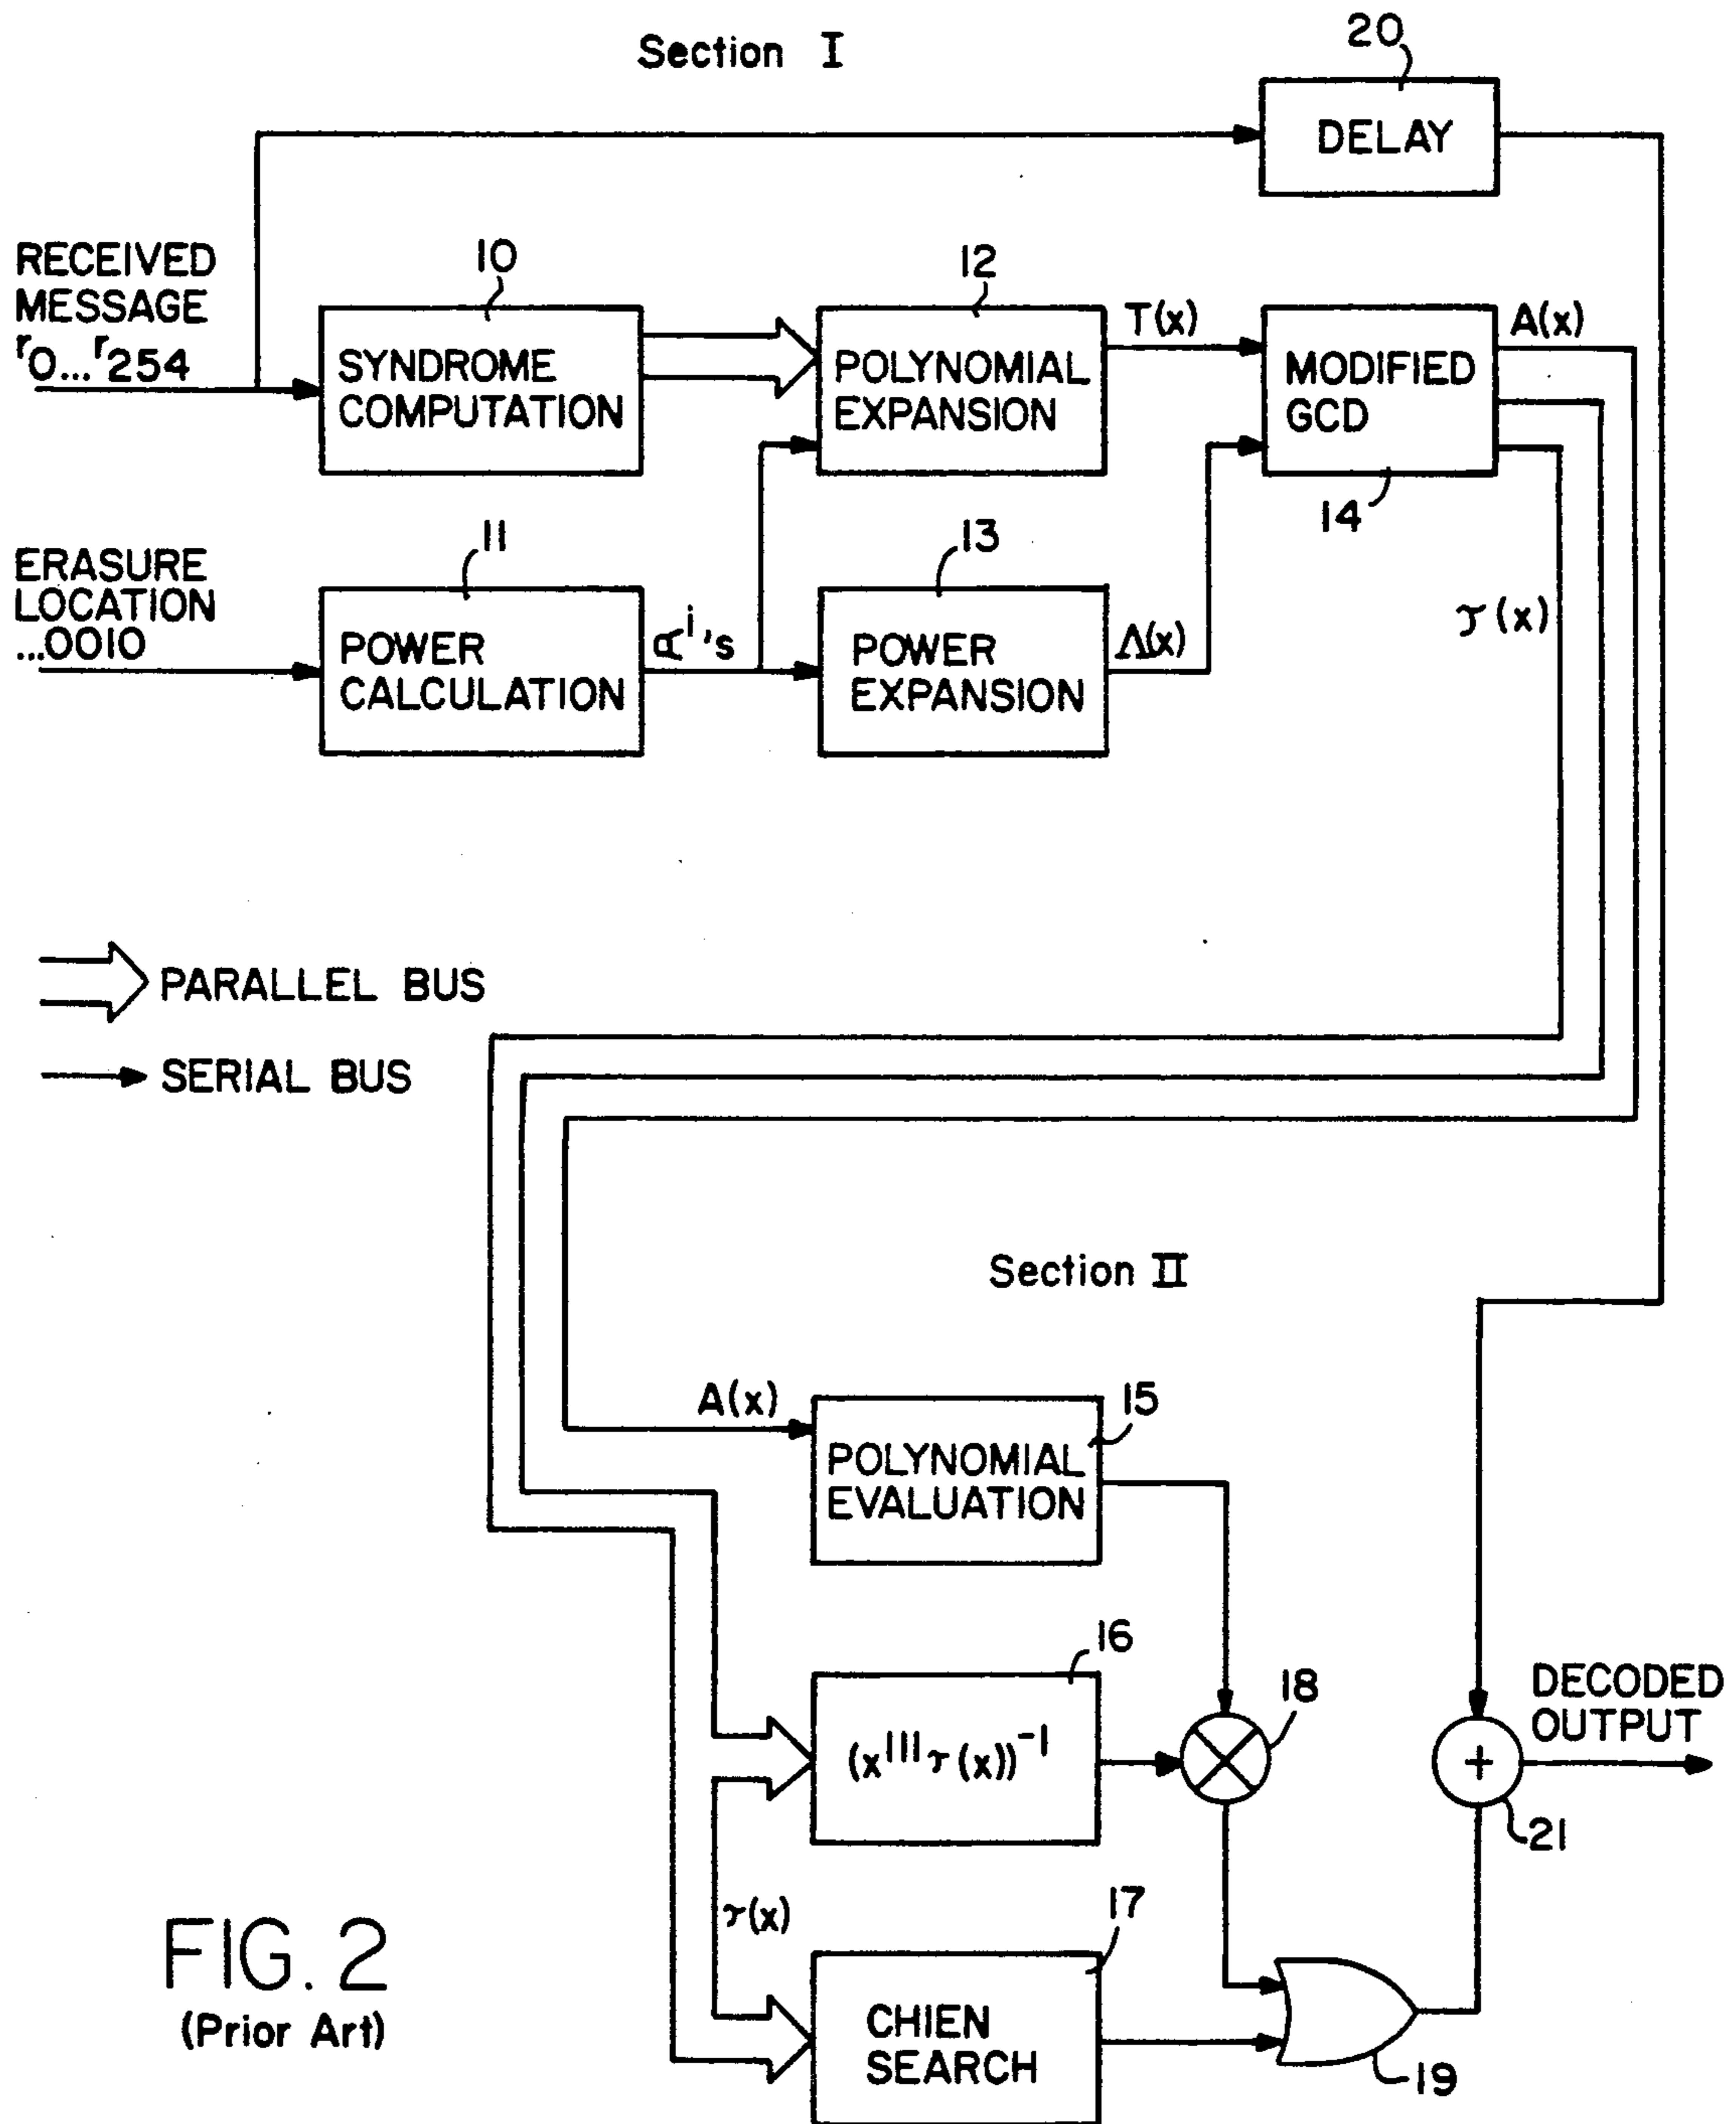 Section I
20
DELAY
RECEIVED
MESSAGE
r0...r254
10
SYNDROME
COMPUTATION
12
POLYNOMIAL
EXPANSION
T(x)
MODIFIED
GCD
14
A(x)
ERASURE
LOCATION
...0010
11
POWER
CALCULATION
αⁱ's
13
POWER
EXPANSION
Λ(x)
τ(x)
PARALLEL BUS
SERIAL BUS
Section II
A(x)
15
POLYNOMIAL
EVALUATION
16
(x¹¹¹τ(x))⁻¹
18
DECODED
OUTPUT
+
21
τ(x)
17
CHIEN
SEARCH
19
FIG. 2
(Prior Art)